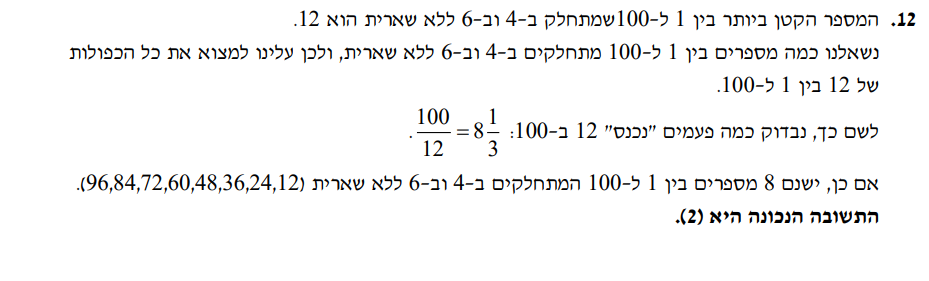 12. המספר הקטן ביותר בין 1 ל-100שמתחלק ב-4 וב-6 ללא שארית הוא 12.
נשאלנו כמה מספרים בין 1 ל-100 מתחלקים ב-4 וב-6 ללא שארית, ולכן עלינו למצוא את כל הכפולות
של 12 בין 1 ל-100.
לשם כך, נבדוק כמה פעמים "נכנס" 12 ב-100: 100/12 = 8 1/3.
אם כן, ישנם 8 מספרים בין 1 ל-100 המתחלקים ב-4 וב-6 ללא שארית (96,84,72,60,48,36,24,12).
התשובה הנכונה היא (2).